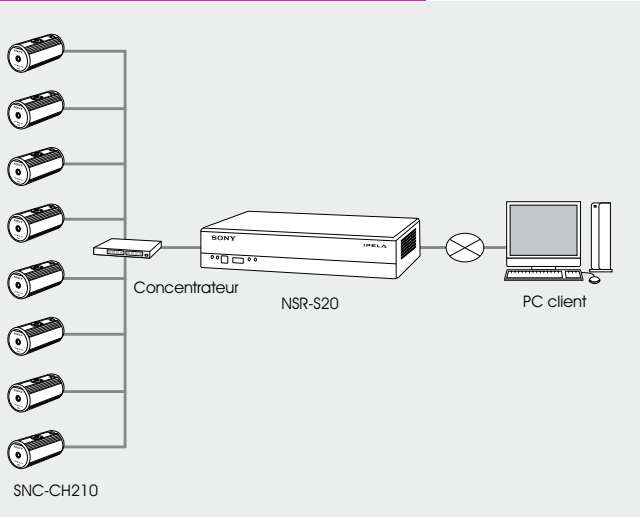 SONY
IPELA
Concentrateur
NSR-S20
PC client
SNC-CH210